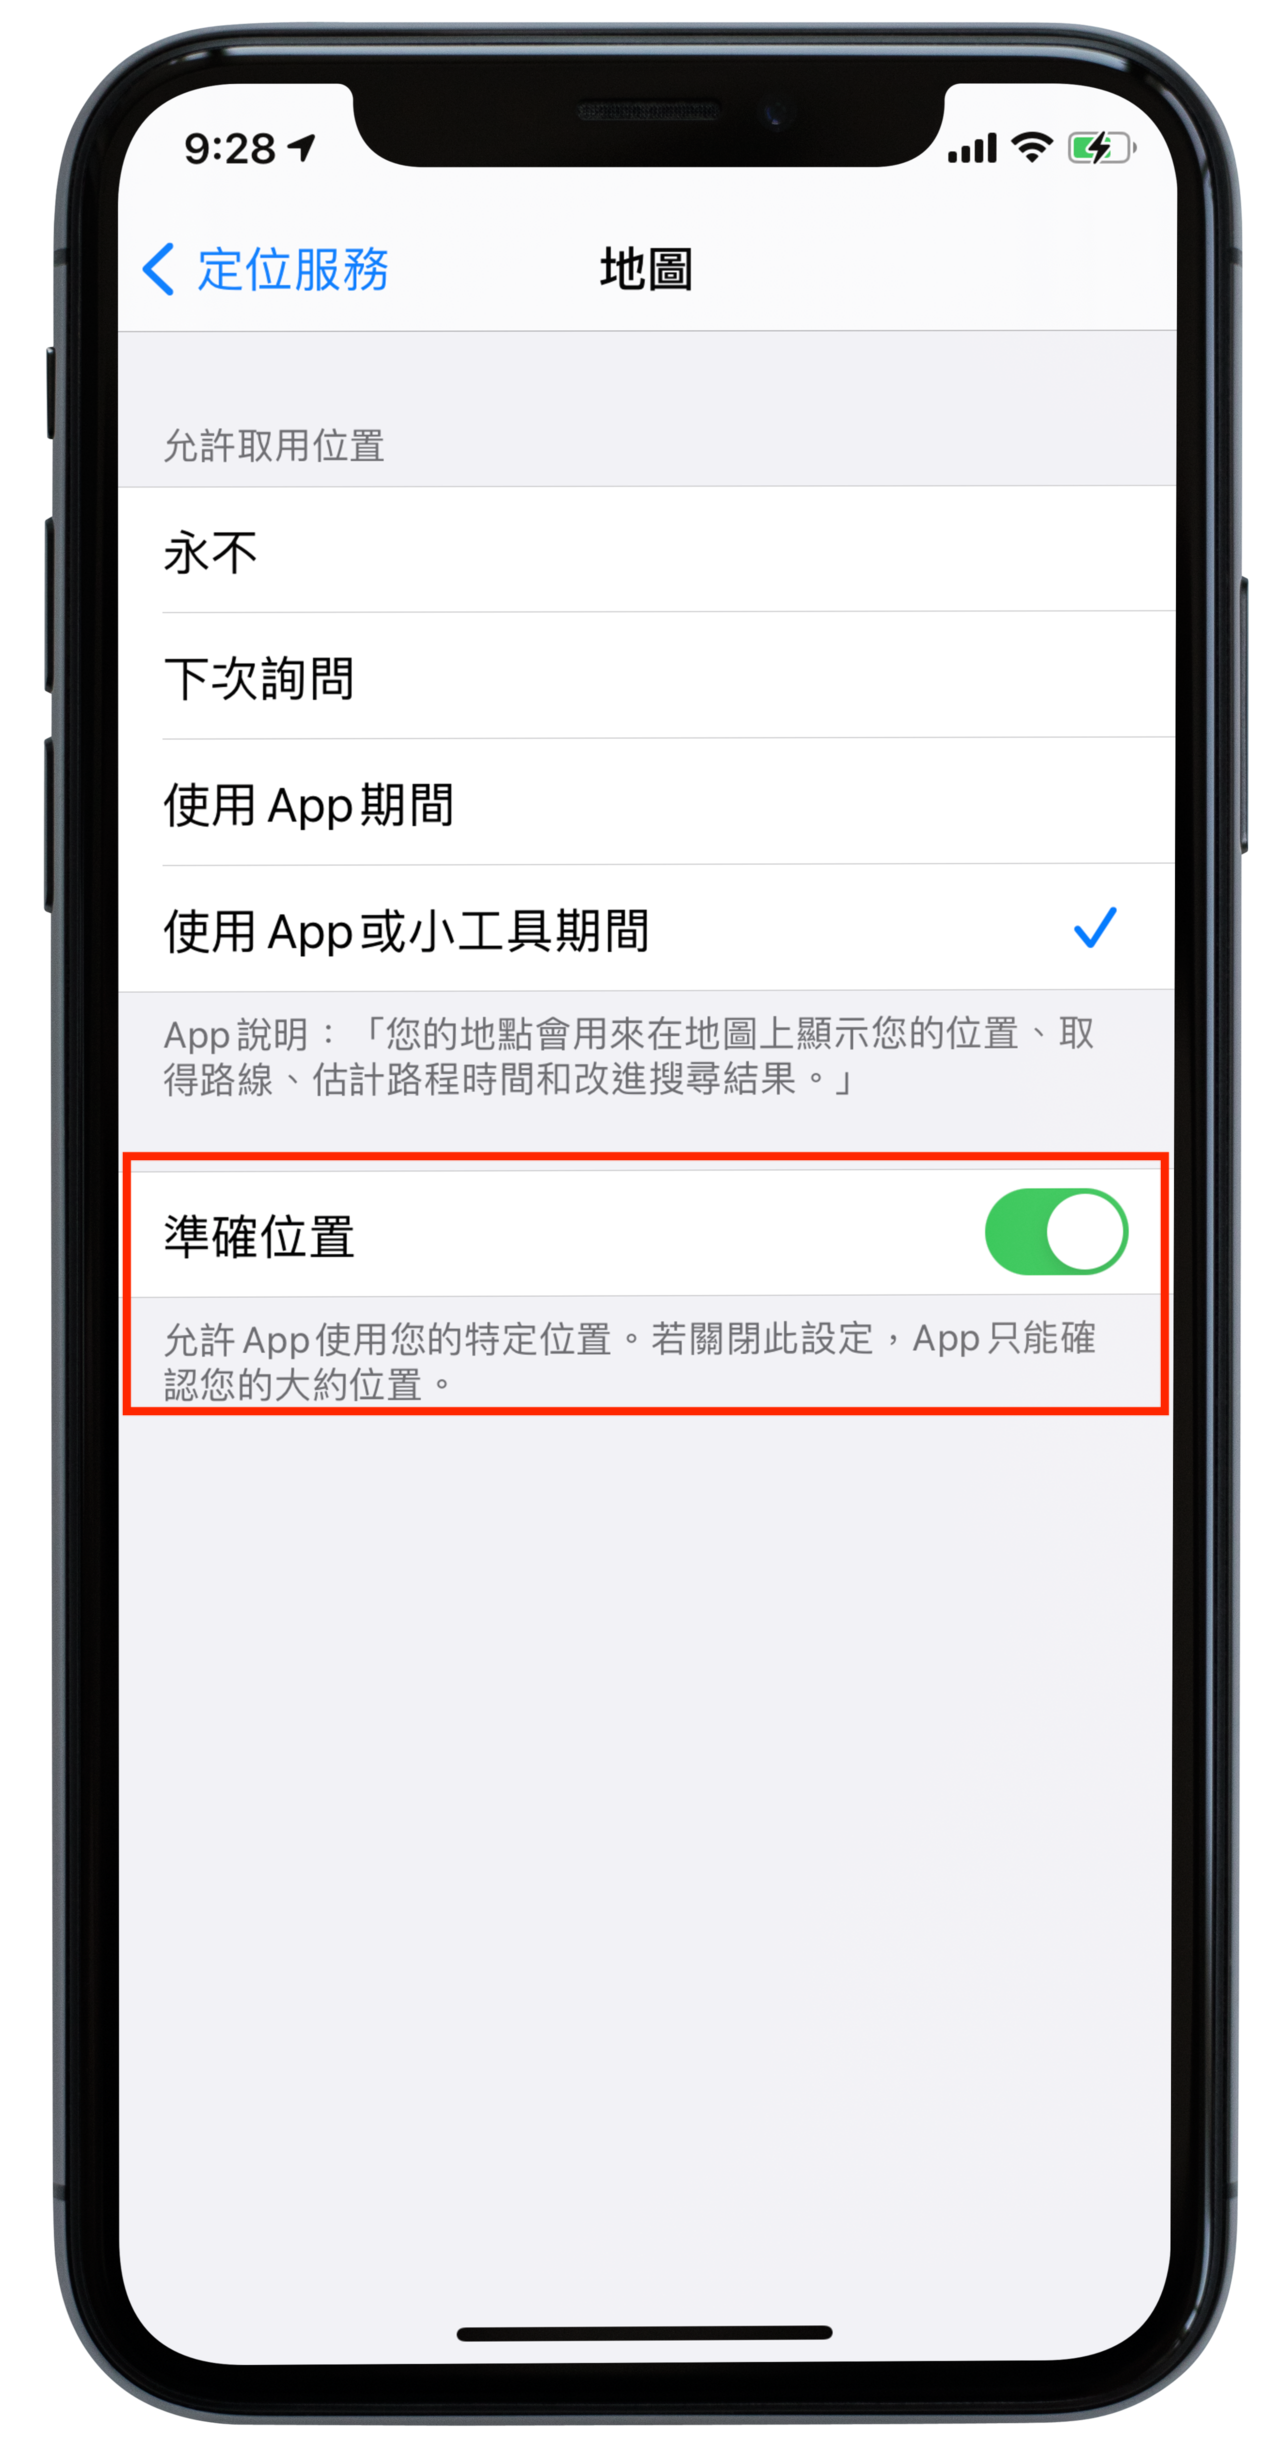 9:28
定位服務
地圖
允許取用位置
永不
下次詢問
使用 App 期間
使用 App 或小工具期間
App 說明：「您的地點會用來在地圖上顯示您的位置、取
得路線、估計路程時間和改進搜尋結果。」
準確位置
允許 App 使用您的特定位置。若關閉此設定，App 只能確
認您的大約位置。